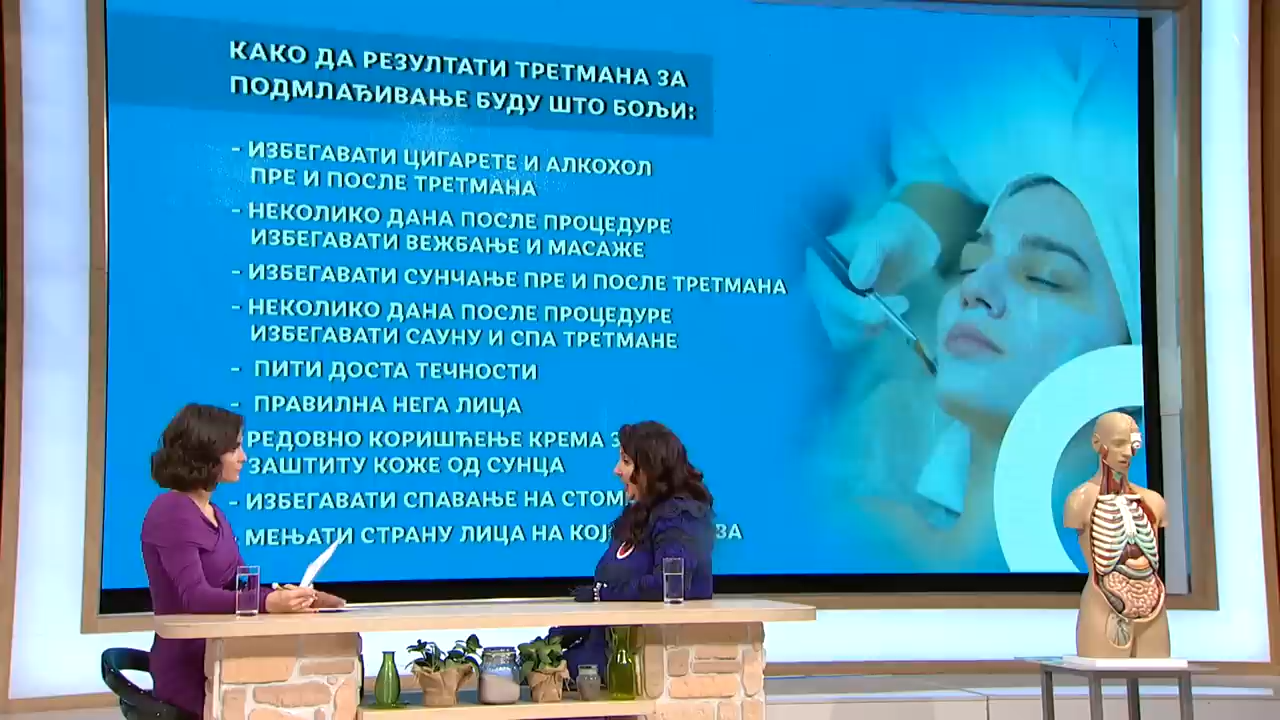 КАКО ДА РЕЗУЛТАТИ ТРЕТМАНА ЗА
ПОДМЛАЂИВАЊЕ БУДУ ШТО БОЉИ:
- ИЗБЕГАВАТИ ЦИГАРЕТЕ И АЛКОХОЛ
ПРЕ И ПОСЛЕ ТРЕТМАНА
- НЕКОЛИКО ДАНА ПОСЛЕ ПРОЦЕДУРЕ
ИЗБЕГАВАТИ ВЕЖБАЊЕ И МАСАЖЕ
- ИЗБЕГАВАТИ СУНЧАЊЕ ПРЕ И ПОСЛЕ ТРЕТМАНА
- НЕКОЛИКО ДАНА ПОСЛЕ ПРОЦЕДУРЕ
ИЗБЕГАВАТИ САУНУ И СПА ТРЕТМАНЕ
- ПИТИ ДОСТА ТЕЧНОСТИ
- ПРАВИЛНА НЕГА ЛИЦА
РЕДОВНО КОРИШЋЕЊЕ КРЕМА
ЗАШТИТУ КОЖЕ ОД СУНЦА
- ИЗБЕГАВАТИ СПАВАЊЕ НА
МЕЊАТИ СТРАНУ ЛИЦА НА